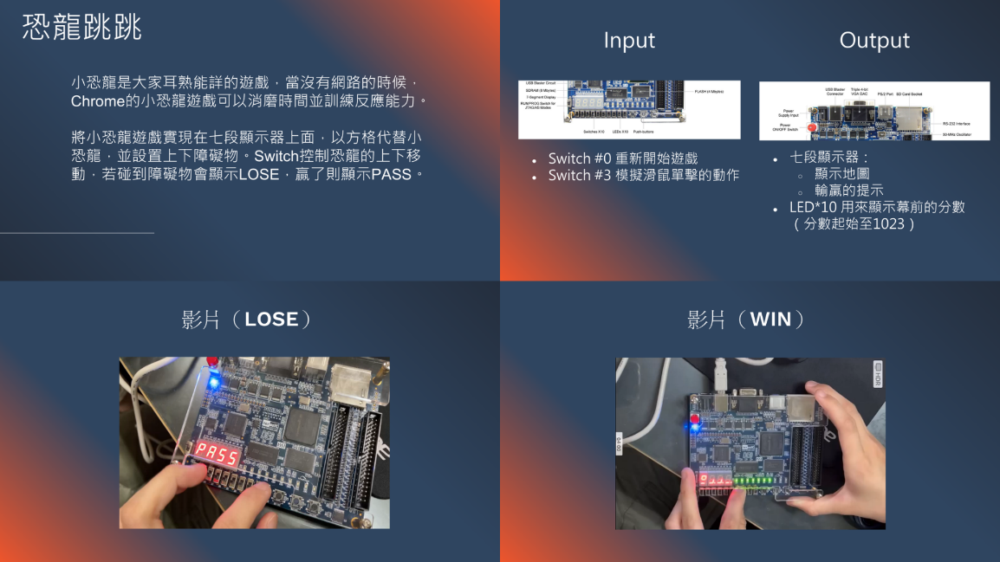 恐龍跳跳
小恐龍是大家耳熟能詳的遊戲，當沒有網路的時候，
Chrome的小恐龍遊戲可以消磨時間並訓練反應能力。
將小恐龍遊戲實現在七段顯示器上面，以方格代替小
恐龍，並設置上下障礙物。Switch控制恐龍的上下移
動，若碰到障礙物會顯示LOSE，贏了則顯示PASS。
Input
USB Blaster Circuit
SDRAM (8 Mbytes)
7-Segment Display
RUN/PROG Switch for
JTAG/AS Modes
FLASH (4-Mbytes)
Switches X10
LEDs X18
Push-buttons
• Switch #0 重新開始遊戲
• Switch #3 模擬滑鼠單擊的動作
Output
USB Blaster
Connector
Triple 4-bit
VGA DAC
PS/2 Port
SD Card Socket
Power
Supply Input
Power
ON/OFF Switch
RS-232 Interface
50-MHz Oscillator
• 七段顯示器：
○ 顯示地圖
○ 輸贏的提示
• LED*10 用來顯示幕前的分數
（分數起始至1023）
影片（LOSE）
PASS
影片（WIN）
HDR